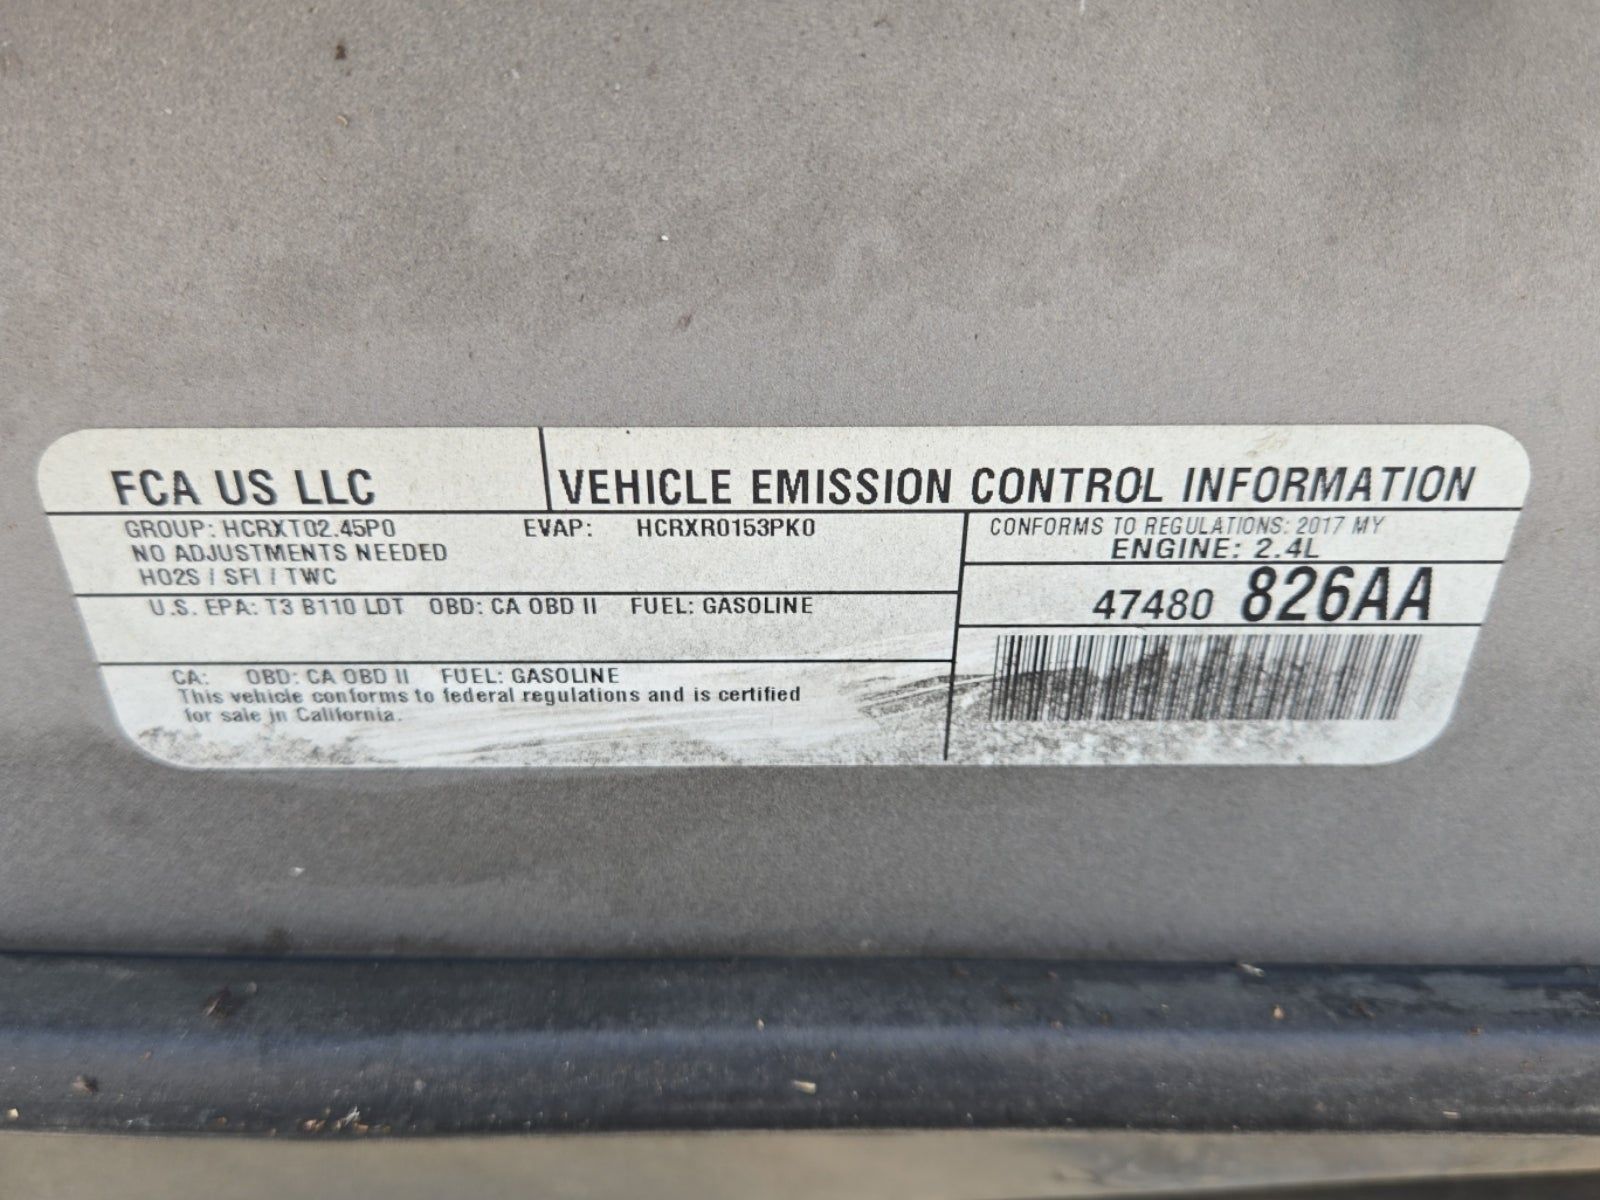 FCA US LLC
VEHICLE EMISSION CONTROL INFORMATION
GROUP: HCRXT02.45P0 EVAP: HCRXR0153PK0
NO ADJUSTMENTS NEEDED
HO2S / SFI / TWC
CONFORMS TO REGULATIONS: 2017 MY
ENGINE: 2.4L
47480 826AA
U.S. EPA: T3 B110 LDT OBD: CA OBD II FUEL: GASOLINE
CA: OBD: CA OBD II FUEL: GASOLINE
This vehicle conforms to federal regulations and is certified
for sale in California.